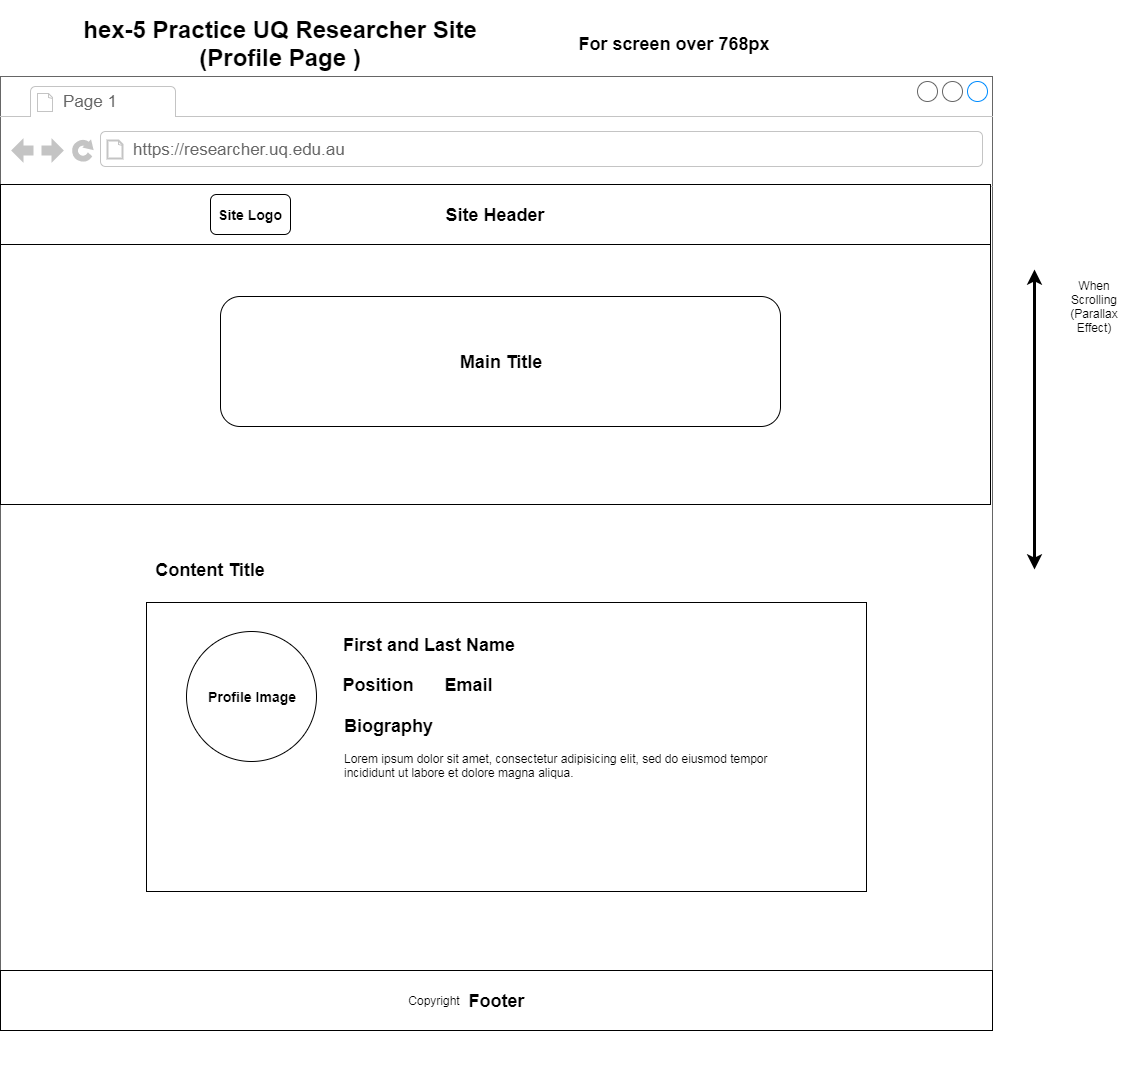 hex-5 Practice UQ Researcher Site
(Profile Page )
For screen over 768px
Page 1
https://researcher.uq.edu.au
Site Logo
Site Header
When
Scrolling
(Parallax
Effect)
Main Title
Content Title
Profile Image
First and Last Name
Position
Email
Biography
Lorem ipsum dolor sit amet, consectetur adipisicing elit, sed do eiusmod tempor
incididunt ut labore et dolore magna aliqua.
Copyright
Footer